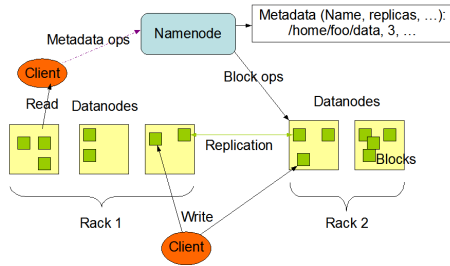 Metadata (Name, replicas, ...):
/home/foo/data, 3, ...
Namenode
Metadata ops
Client
Block ops
Read
Datanodes
Datanodes
Replication
Blocks
Rack 1
Write
Rack 2
Client